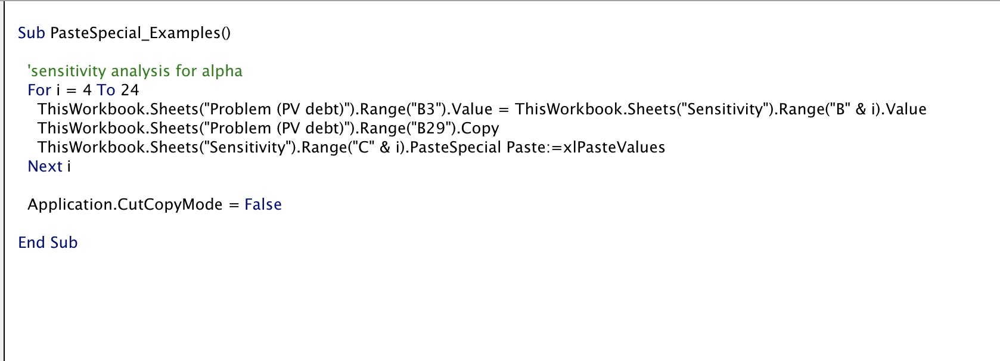 Sub PasteSpecial_Examples()
'sensitivity analysis for alpha
For i = 4 To 24
ThisWorkbook.Sheets("Problem (PV debt)").Range("B3").Value = ThisWorkbook.Sheets("Sensitivity").Range("B" & i).Value
ThisWorkbook.Sheets("Problem (PV debt)").Range("B29").Copy
ThisWorkbook.Sheets("Sensitivity").Range("C" & i).PasteSpecial Paste:=xlPasteValues
Next i
Application.CutCopyMode = False
End Sub